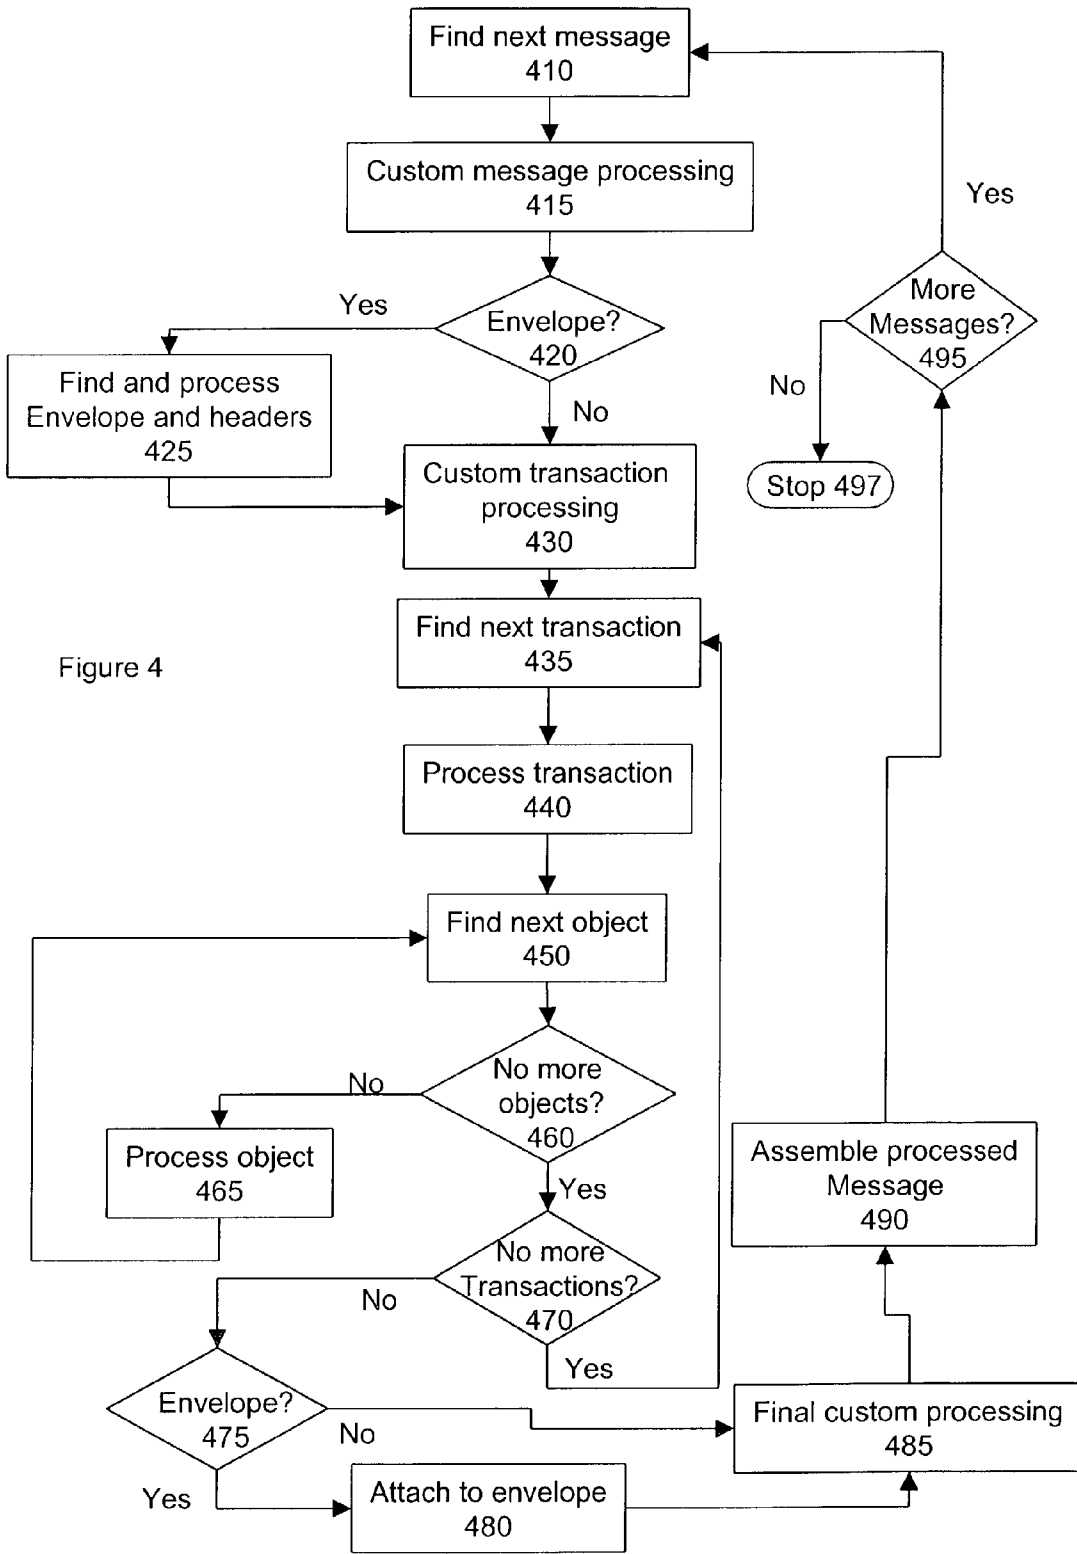 Find next message
410
Custom message processing
415
Yes
Envelope?
420
No
Find and process
Envelope and headers
425
Custom transaction
processing
430
Yes
More
Messages?
495
No
Stop 497
Find next transaction
435
Figure 4
Process transaction
440
Find next object
450
No more
objects?
460
No
Process object
465
Yes
No more
Transactions?
470
No
Yes
Envelope?
475
No
Yes
Attach to envelope
480
Final custom processing
485
Assemble processed
Message
490